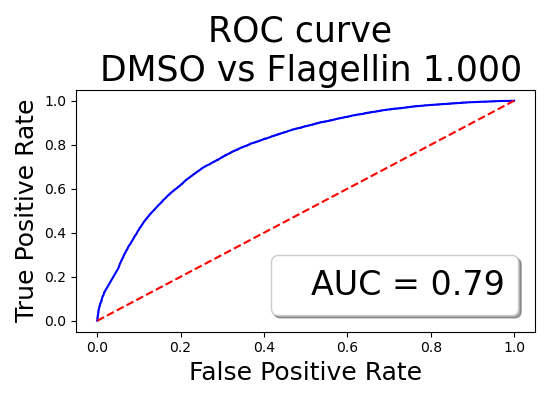 ROC curve
DMSO vs Flagellin 1.000
True Positive Rate
1.0
0.8
0.6
0.4
0.2
0.0
AUC = 0.79
0.0 0.2 0.4 0.6 0.8 1.0
False Positive Rate